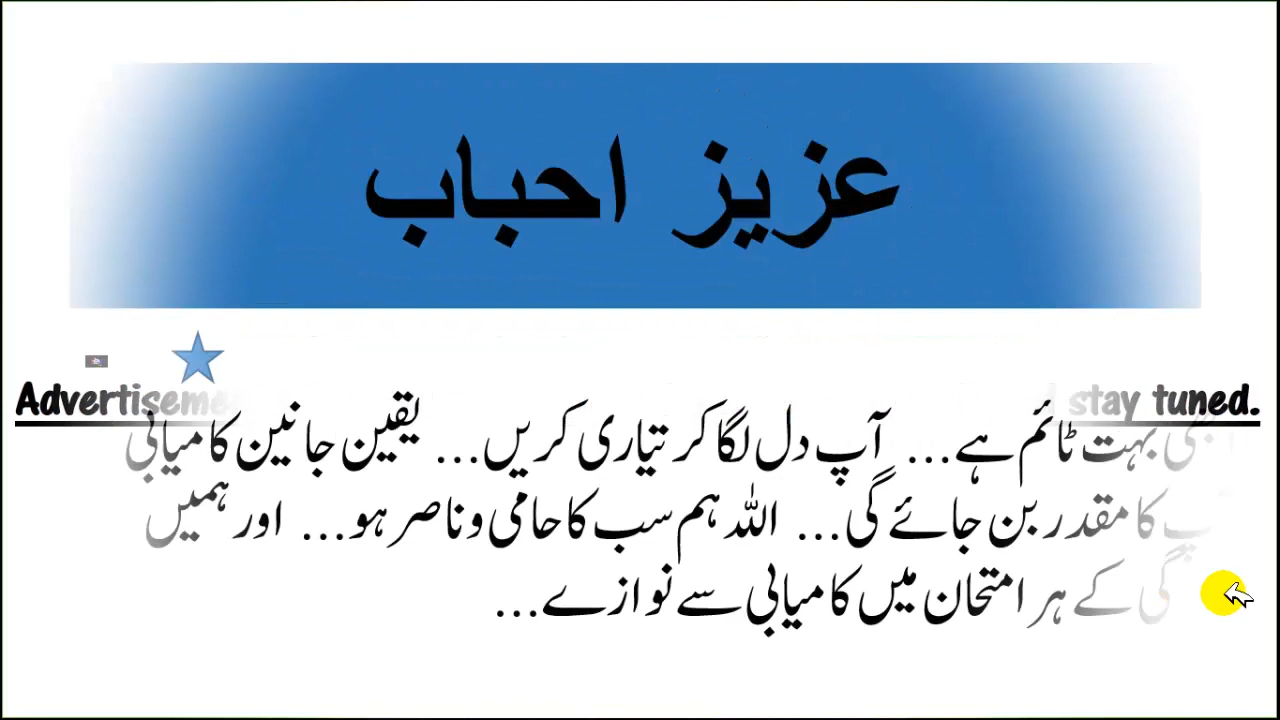 عزیز احباب
Advertiseme stay tuned.
بہت ٹائم ہے... آپ دل لگا کر تیاری کریں... یقین جانیں کامیابی
کا مقدر بن جائے گی... اللہ ہم سب کا حامی و ناصر ہو... اور ہمیں
کے ہر امتحان میں کامیابی سے نوازے...